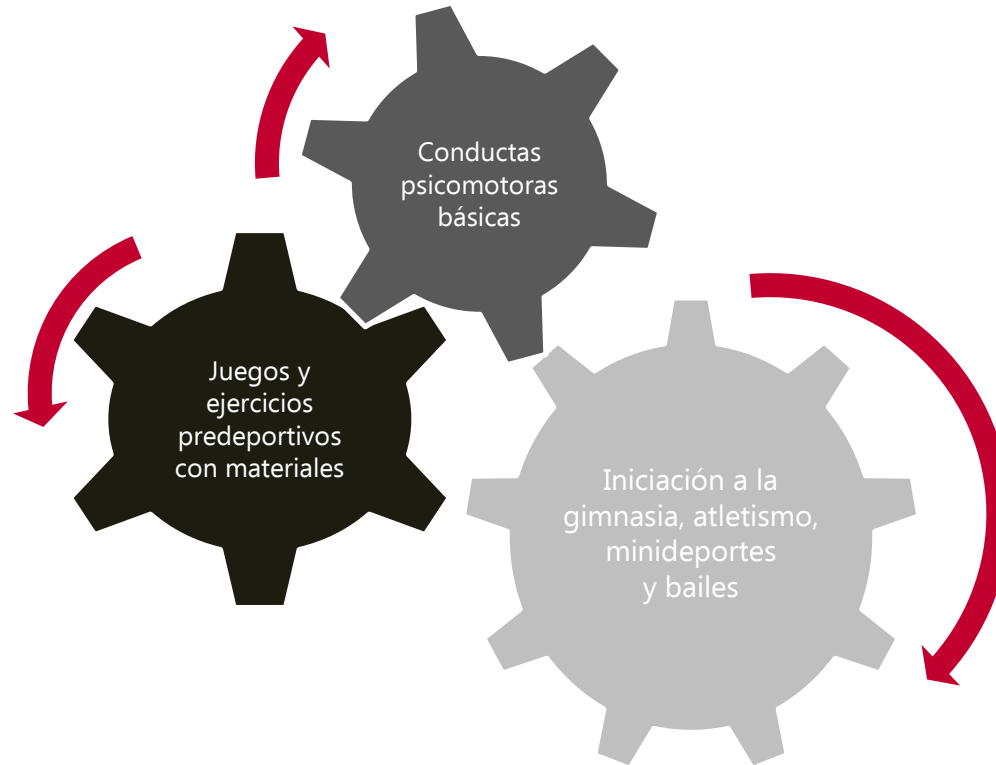 Conductas
psicomotoras
básicas
Juegos y
ejercicios
predeportivos
con materiales
Iniciación a la
gimnasia, atletismo,
minideportes
y bailes